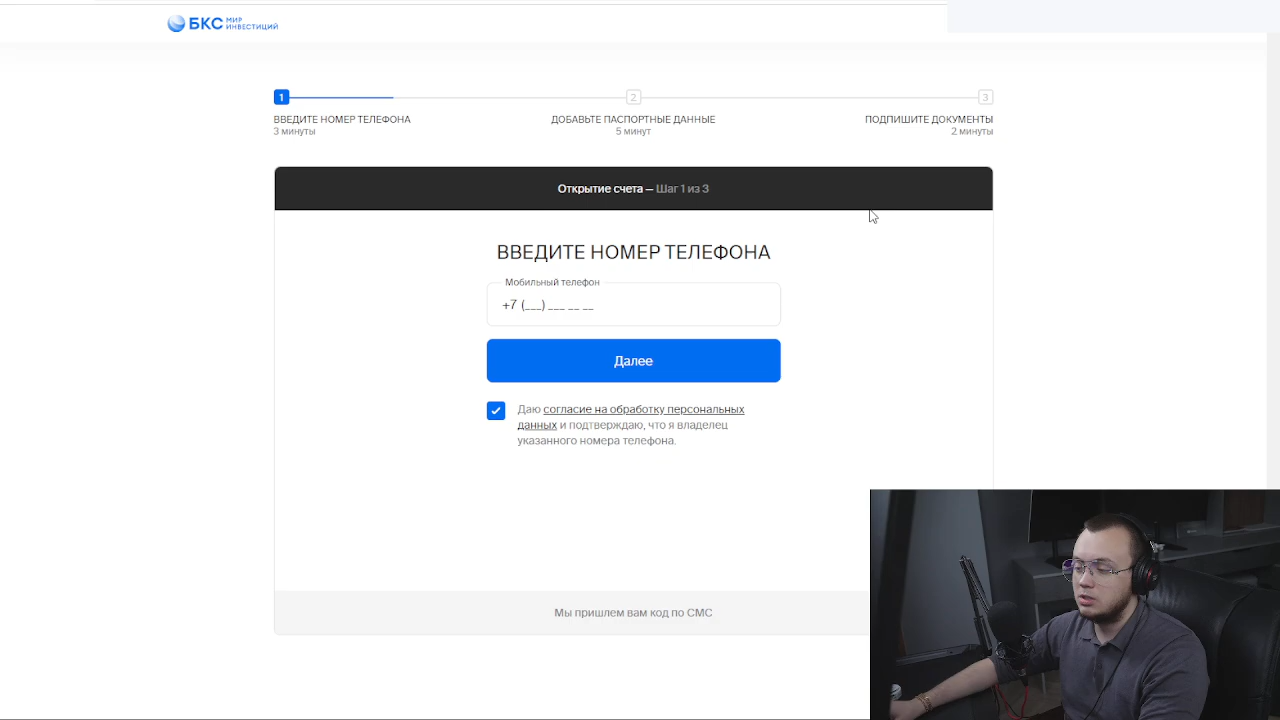 БКС МИР
ИНВЕСТИЦИЙ
1
2
3
ВВЕДИТЕ НОМЕР ТЕЛЕФОНА
3 минуты
ДОБАВЬТЕ ПАСПОРТНЫЕ ДАННЫЕ
5 минут
ПОДПИШИТЕ ДОКУМЕНТЫ
2 минуты
Открытие счета — Шаг 1 из 3
ВВЕДИТЕ НОМЕР ТЕЛЕФОНА
Мобильный телефон
+7 (___) ___ __ __
Далее
Даю согласие на обработку персональных
данных и подтверждаю, что я владелец
указанного номера телефона.
Мы пришлем вам код по СМС